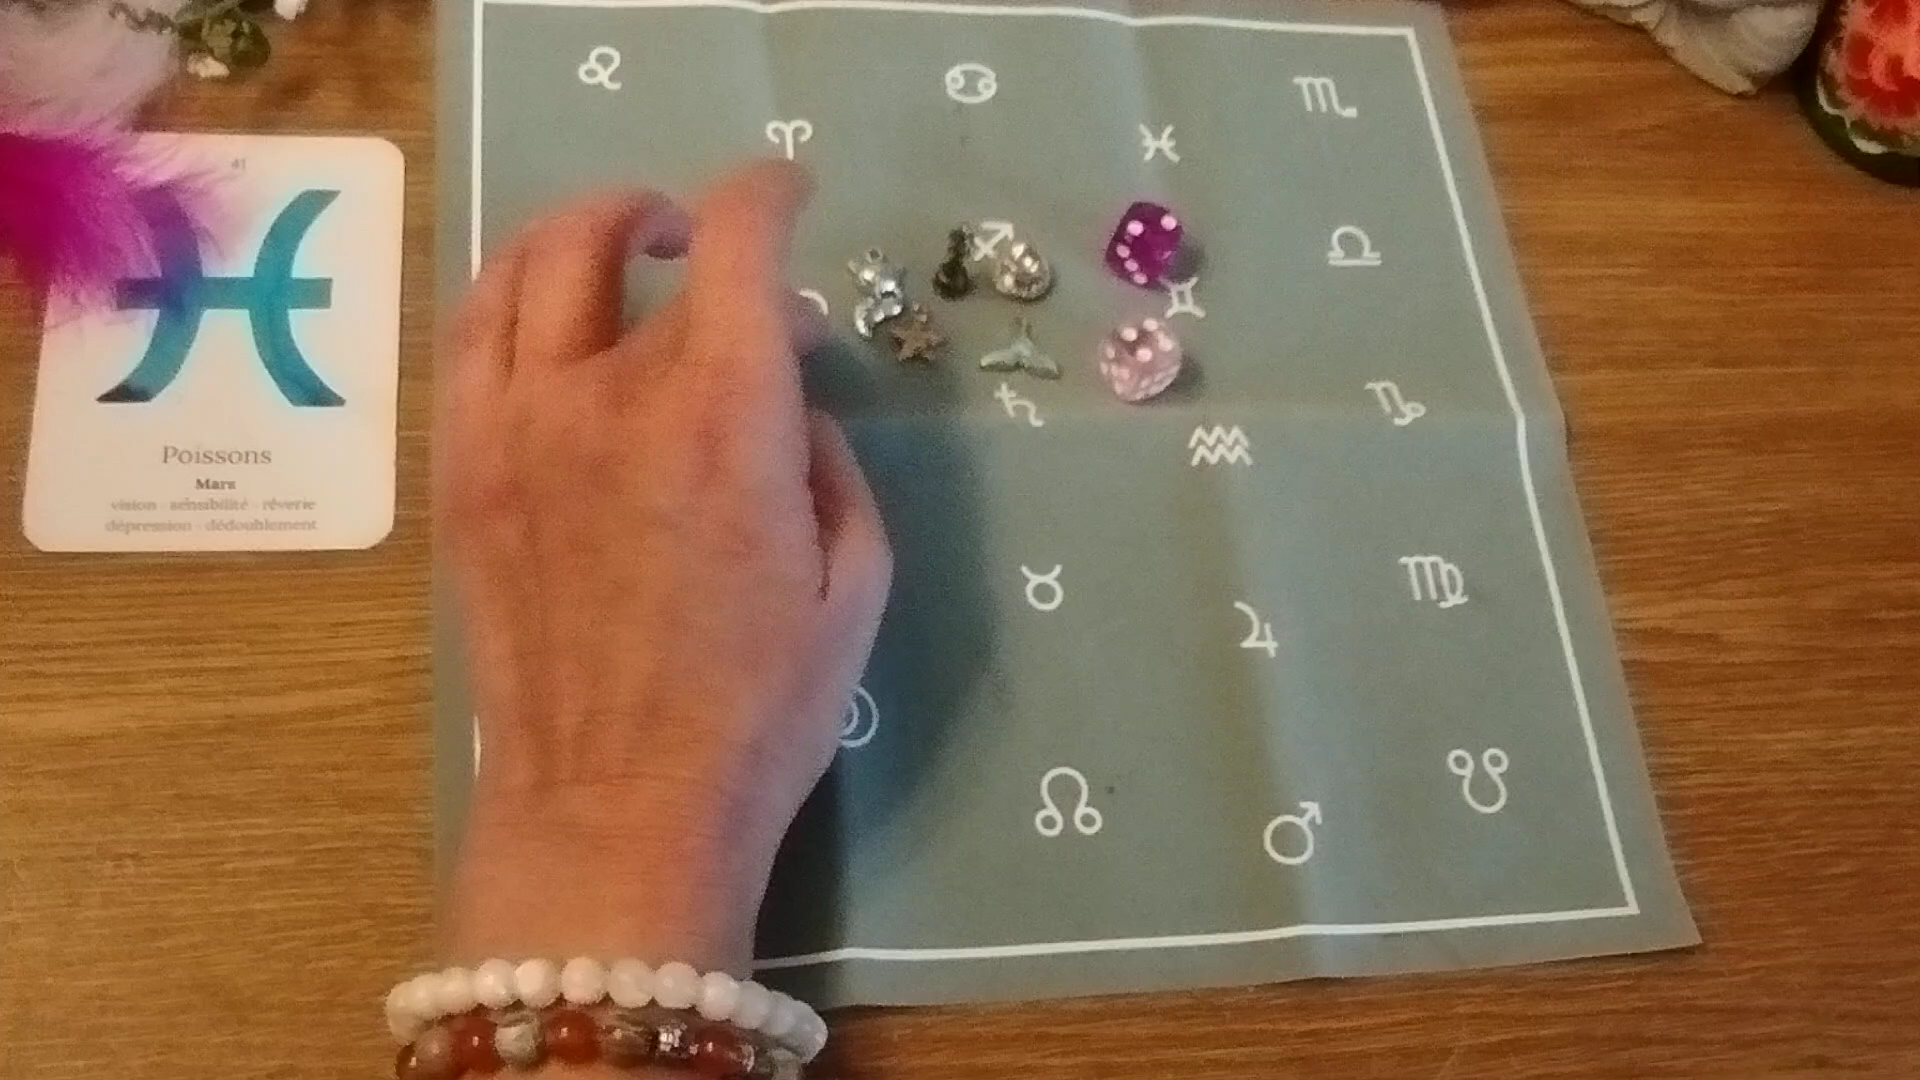 41
Poissons
Mars
vision · sensibilité · rêverie
dépression · dédoublement